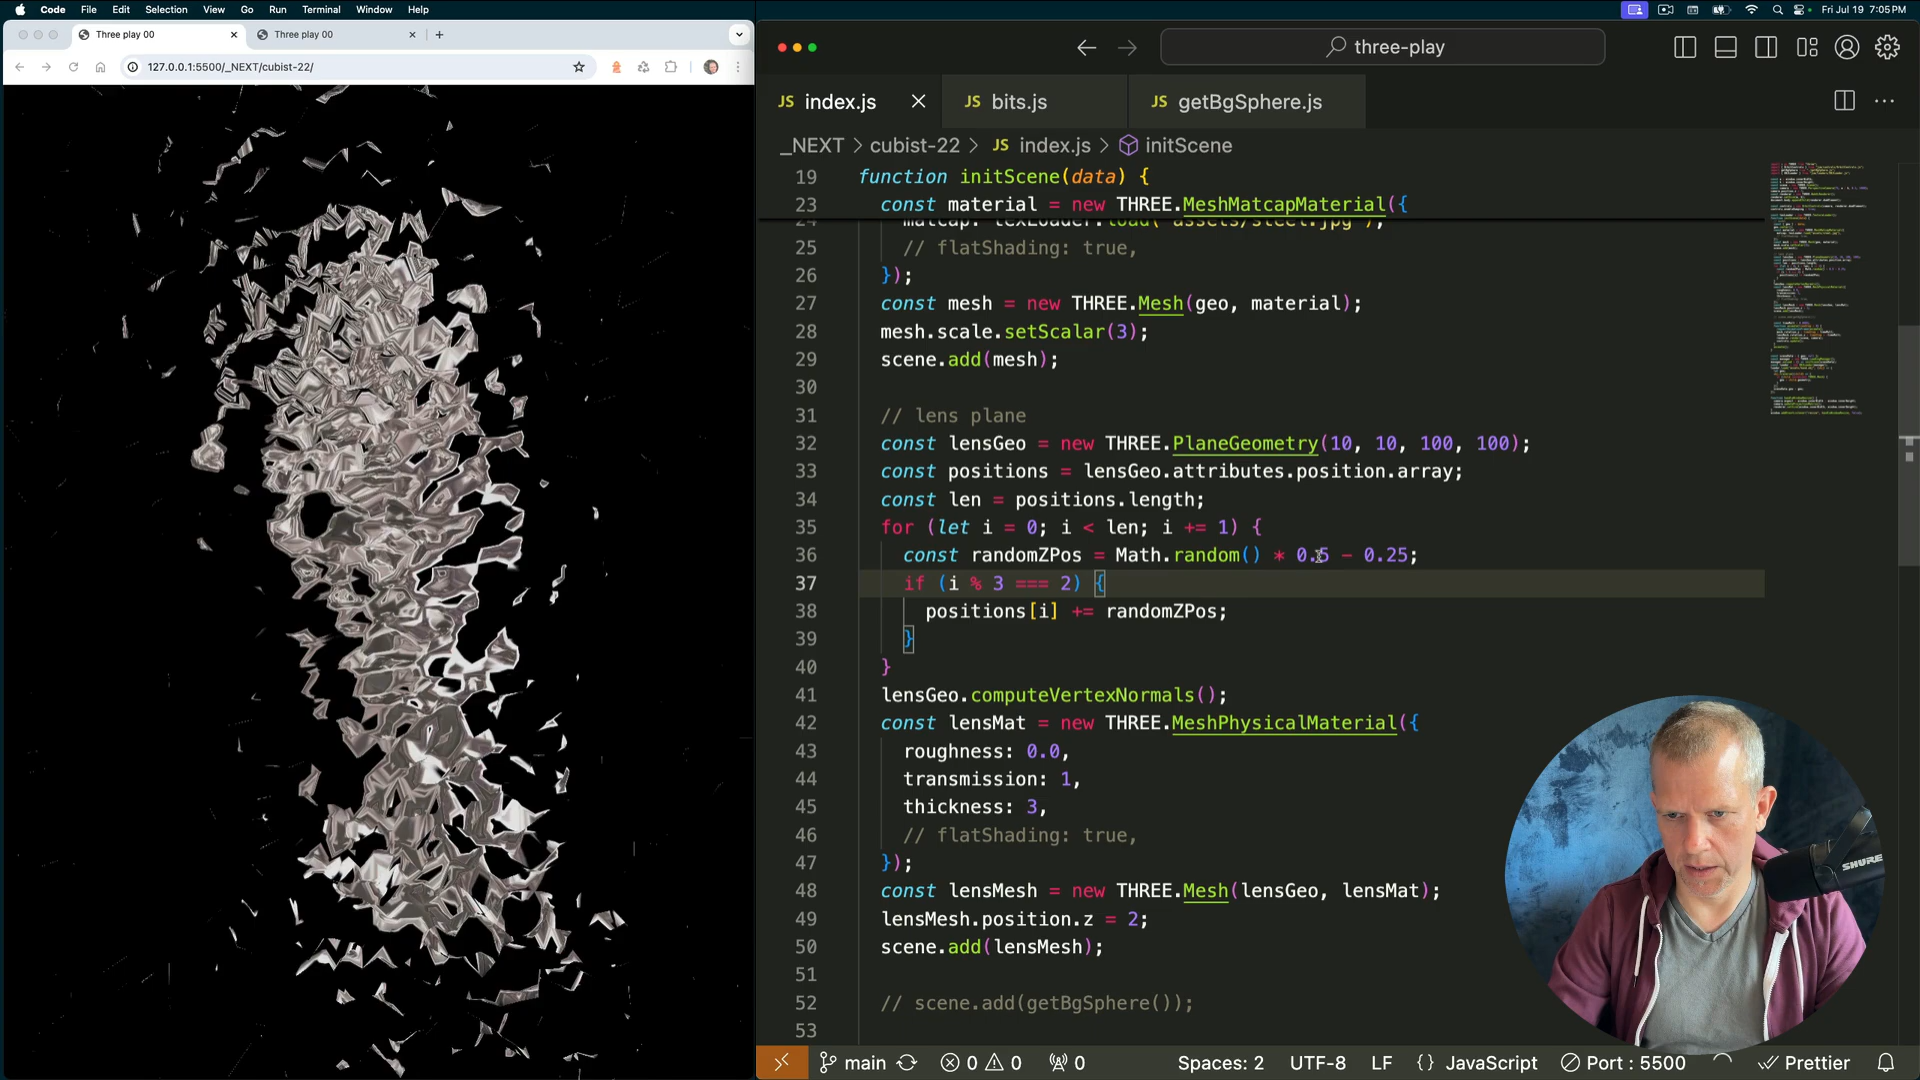 Code File Edit Selection View Go Run Terminal Window Help
Fri Jul 19 7:05 PM
Three play 00
Three play 00
127.0.0.1:5500/_NEXT/cubist-22/
three-play
JS index.js
JS bits.js
JS getBgSphere.js
_NEXT > cubist-22 > JS index.js > initScene
19 function initScene(data) {
23 const material = new THREE.MeshMatcapMaterial({
24 matcap: texLoader.load("assets/steel.jpg"),
25 // flatShading: true,
26 });
27 const mesh = new THREE.Mesh(geo, material);
28 mesh.scale.setScalar(3);
29 scene.add(mesh);
30
31 // lens plane
32 const lensGeo = new THREE.PlaneGeometry(10, 10, 100, 100);
33 const positions = lensGeo.attributes.position.array;
34 const len = positions.length;
35 for (let i = 0; i < len; i += 1) {
36 const randomZPos = Math.random() * 0.5 - 0.25;
37 if (i % 3 === 2) {
38 positions[i] += randomZPos;
39 }
40 }
41 lensGeo.computeVertexNormals();
42 const lensMat = new THREE.MeshPhysicalMaterial({
43 roughness: 0.0,
44 transmission: 1,
45 thickness: 3,
46 // flatShading: true,
47 });
48 const lensMesh = new THREE.Mesh(lensGeo, lensMat);
49 lensMesh.position.z = 2;
50 scene.add(lensMesh);
51
52 // scene.add(getBgSphere());
53
SHURE
main 0 0 0 Spaces: 2 UTF-8 LF {} JavaScript Port : 5500 Prettier